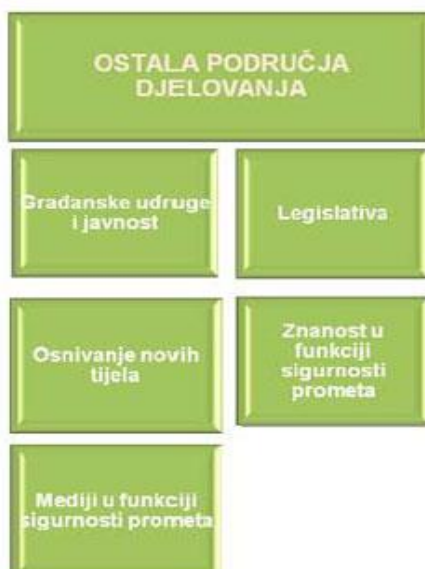 OSTALA PODRUČJA
DJELOVANJA
Građanske udruge
i javnost
Legislativa
Osnivanje novih
tijela
Znanost u
funkciji
sigurnosti
prometa
Mediji u funkciji
sigurnosti prometa